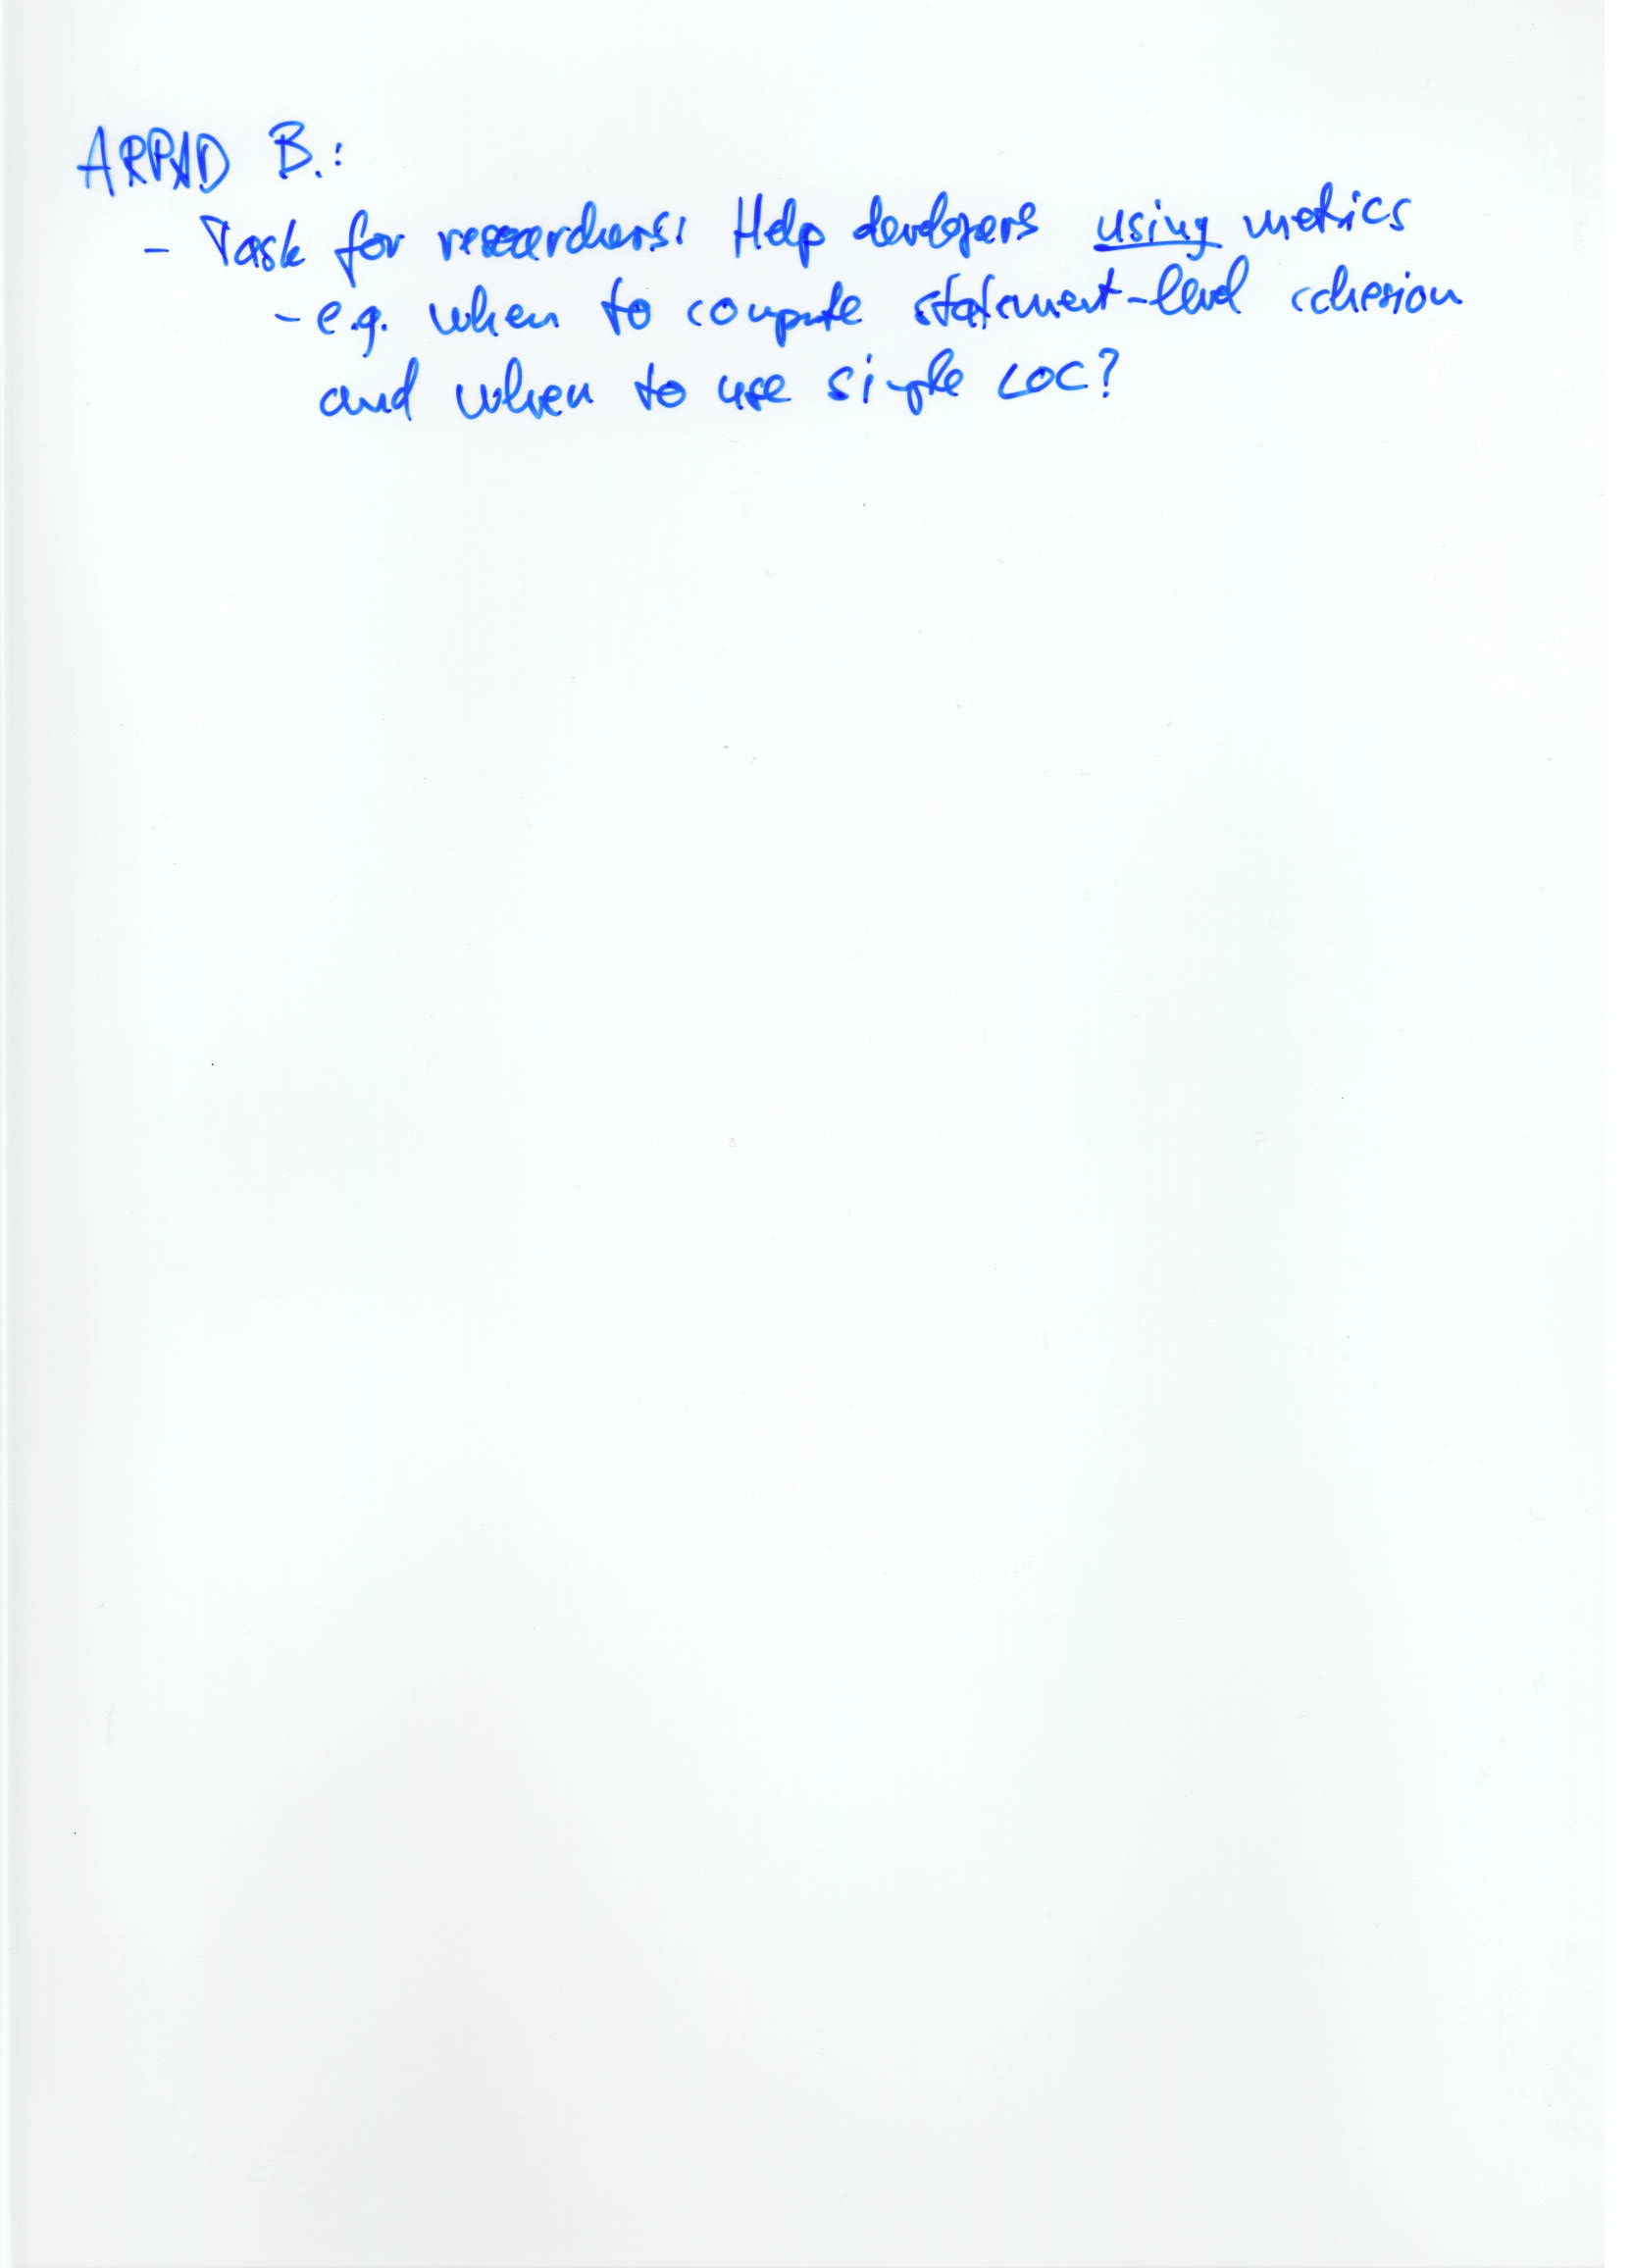 ARPAD B.:
- Task for researchers: Help developers using metrics
- e.g. when to compute statement-level cohesion
and when to use simple LOC?